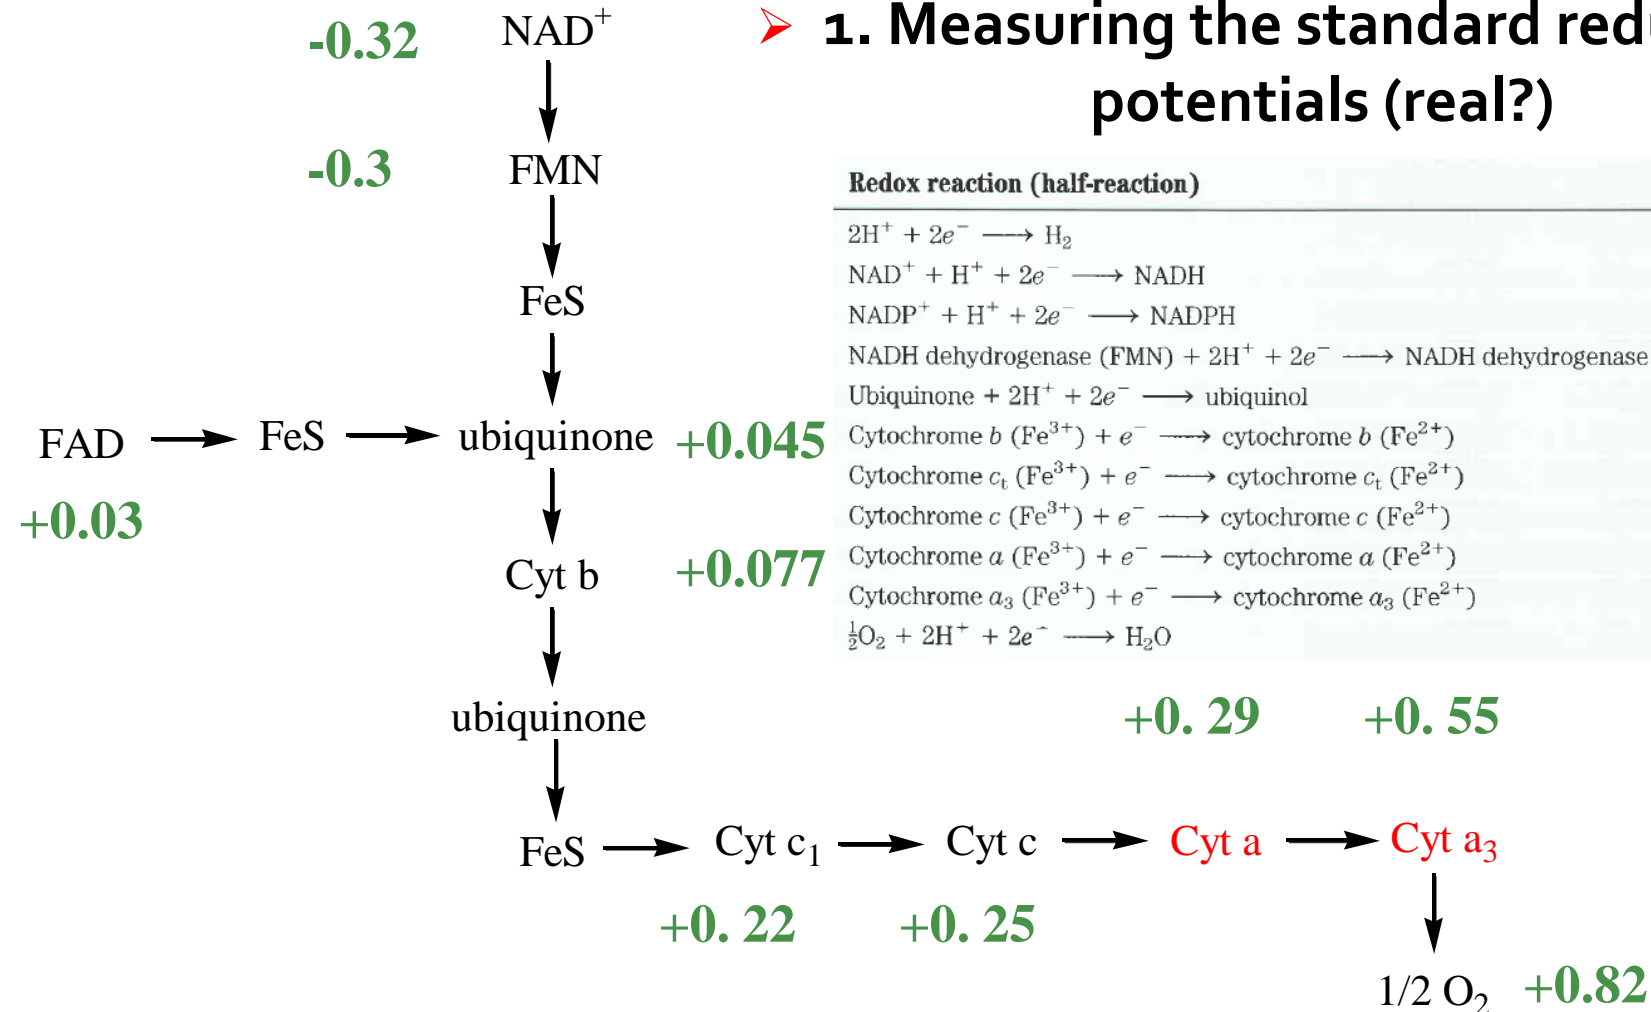 ➢ 1. Measuring the standard redu
potentials (real?)
-0.32 NAD⁺
-0.3 FMN
FeS
FAD FeS ubiquinone +0.045
+0.03
Cyt b +0.077
ubiquinone
Redox reaction (half-reaction)
2H⁺ + 2e⁻ ⟶ H₂
NAD⁺ + H⁺ + 2e⁻ ⟶ NADH
NADP⁺ + H⁺ + 2e⁻ ⟶ NADPH
NADH dehydrogenase (FMN) + 2H⁺ + 2e⁻ ⟶ NADH dehydrogenase
Ubiquinone + 2H⁺ + 2e⁻ ⟶ ubiquinol
Cytochrome b (Fe³⁺) + e⁻ ⟶ cytochrome b (Fe²⁺)
Cytochrome cₜ (Fe³⁺) + e⁻ ⟶ cytochrome cₜ (Fe²⁺)
Cytochrome c (Fe³⁺) + e⁻ ⟶ cytochrome c (Fe²⁺)
Cytochrome a (Fe³⁺) + e⁻ ⟶ cytochrome a (Fe²⁺)
Cytochrome a₃ (Fe³⁺) + e⁻ ⟶ cytochrome a₃ (Fe²⁺)
½O₂ + 2H⁺ + 2e⁻ ⟶ H₂O
+0. 29 +0. 55
FeS Cyt c₁ Cyt c Cyt a Cyt a₃
+0. 22 +0. 25
1/2 O₂ +0.82